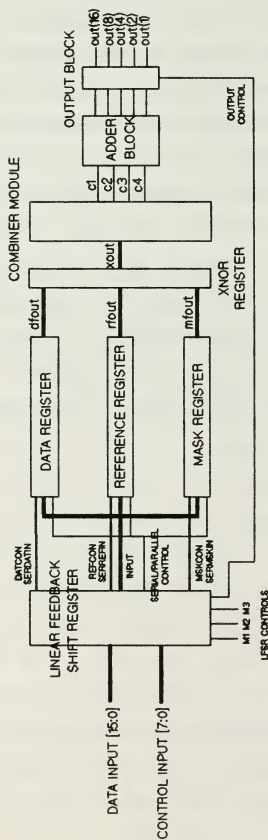 DATA INPUT [15:0]
CONTROL INPUT [7:0]
LINEAR FEEDBACK
SHIFT REGISTER
M1 M2 M3
LFSR CONTROLS
DATCON
SERDATIN
REFCON
SERREFIN
INPUT
SERIAL/PARALLEL
CONTROL
MSKCON
SERMSKIN
DATA REGISTER
REFERENCE REGISTER
MASK REGISTER
dfout
rfout
mfout
XNOR
REGISTER
xout
COMBINER MODULE
c1
c2
c3
c4
ADDER
BLOCK
OUTPUT BLOCK
out(16)
out(8)
out(4)
out(2)
out(1)
OUTPUT
CONTROL